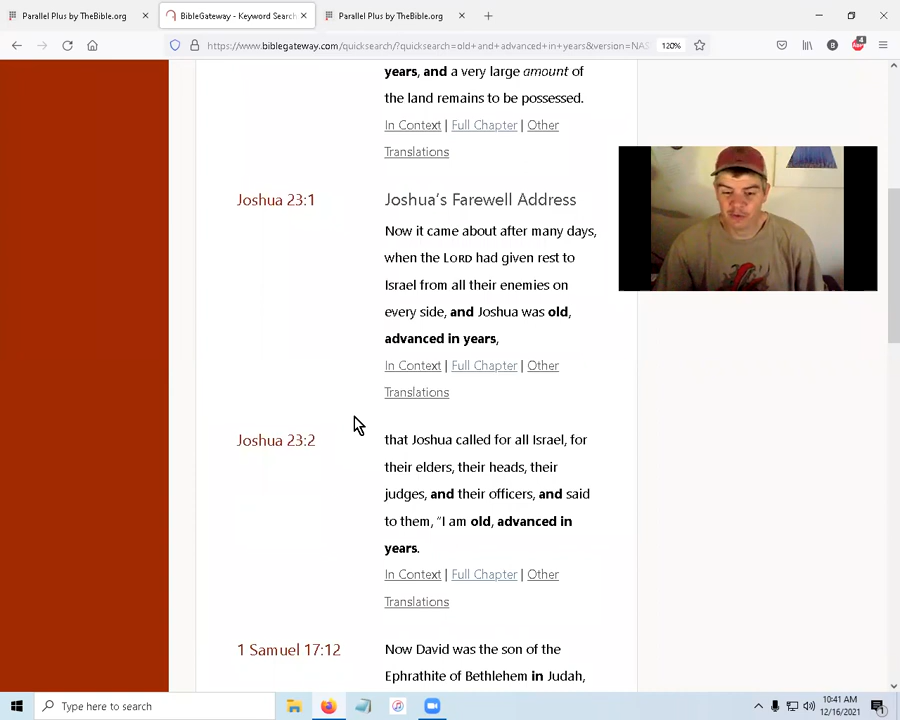 Parallel Plus by TheBible.org
BibleGateway - Keyword Search
Parallel Plus by TheBible.org
https://www.biblegateway.com/quicksearch/?quicksearch=old+and+advanced+in+years&version=NAS
120%
B
4
years, and a very large amount of
the land remains to be possessed.
In Context | Full Chapter | Other
Translations
Joshua 23:1
Joshua's Farewell Address
Now it came about after many days,
when the LORD had given rest to
Israel from all their enemies on
every side, and Joshua was old,
advanced in years,
In Context | Full Chapter | Other
Translations
Joshua 23:2
that Joshua called for all Israel, for
their elders, their heads, their
judges, and their officers, and said
to them, "I am old, advanced in
years.
In Context | Full Chapter | Other
Translations
1 Samuel 17:12
Now David was the son of the
Ephrathite of Bethlehem in Judah,
Type here to search
10:41 AM
12/16/2021
1